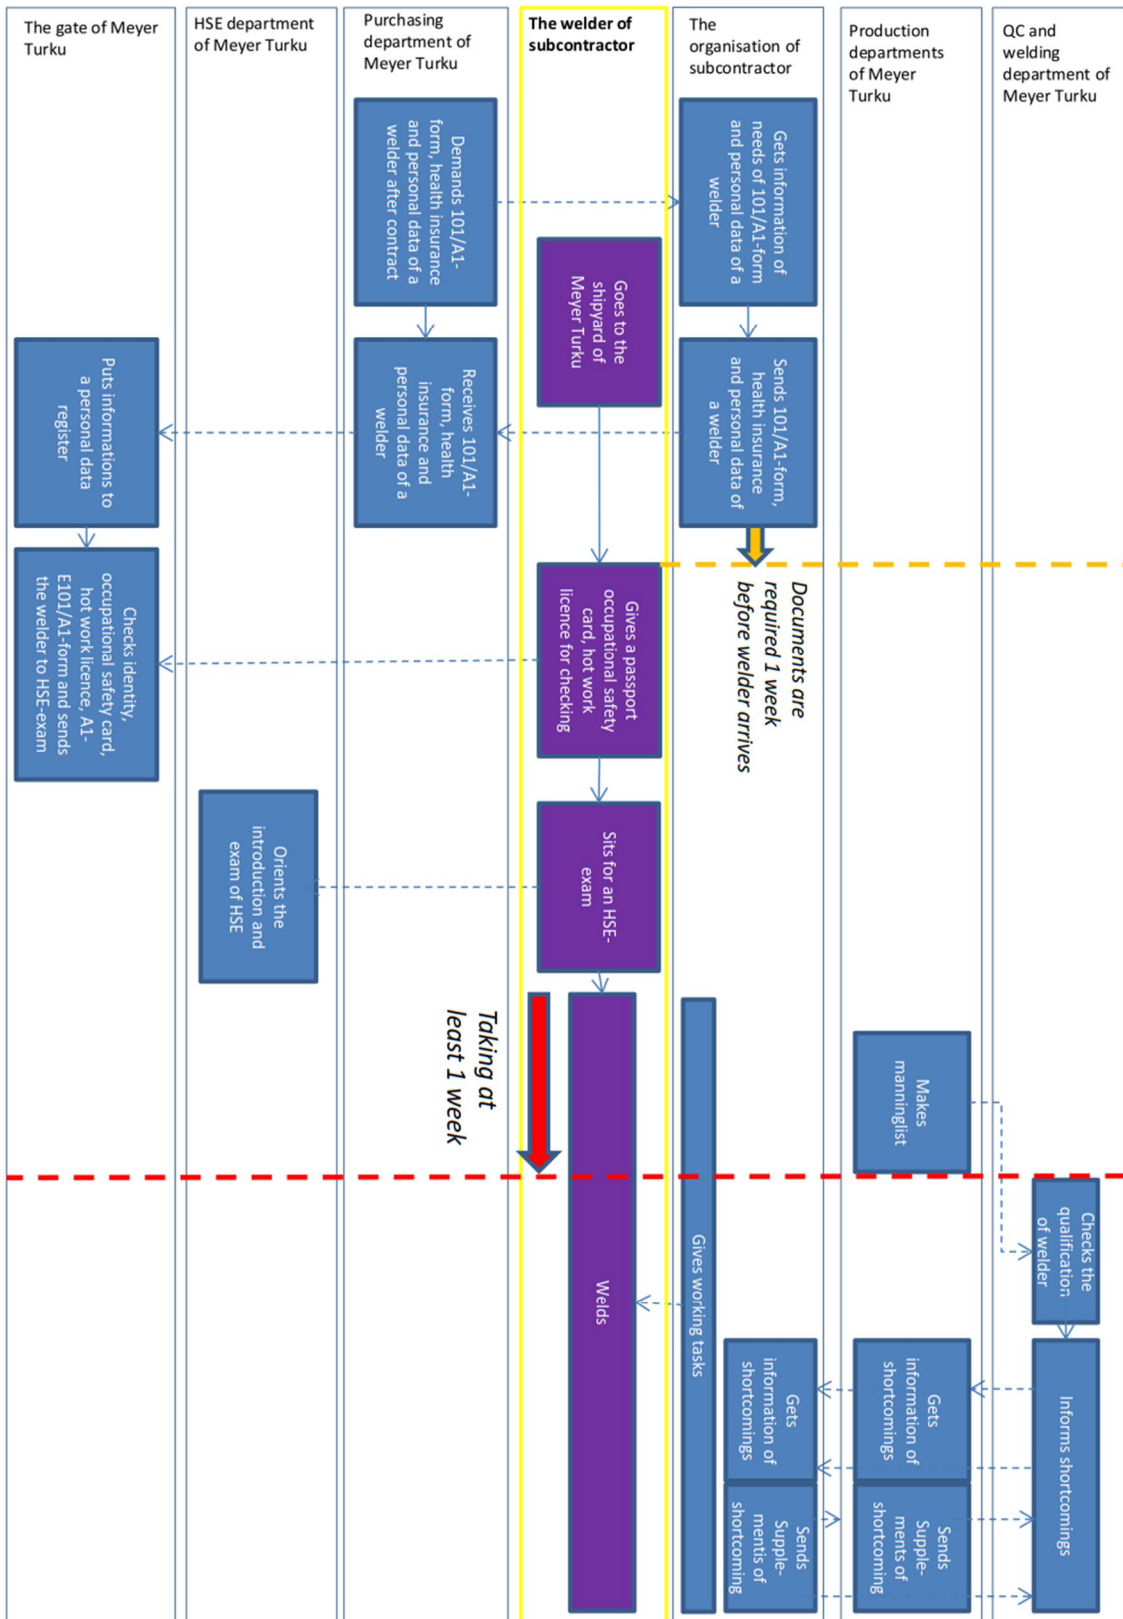 The gate of Meyer
Turku
HSE department
of Meyer Turku
Purchasing
department of
Meyer Turku
The welder of
subcontractor
The
organisation of
subcontractor
Production
departments
of Meyer
Turku
QC and
welding
department of
Meyer Turku
Demands 101/A1-
form, health insurance
and personal data of a
welder after contract
Gets information of
needs of 101/A1-form
and personal data of a
welder
Goes to the
shipyard of
Meyer Turku
Puts informations to
a personal data
register
Receives 101/A1-
form, health
insurance and
personal data of a
welder
Sends 101/A1-form,
health insurance
and personal data of
a welder
Documents are
required 1 week
before welder arrives
Checks identity,
occupational safety card,
hot work licence, A1-
E101/A1-form and sends
the welder to HSE-exam
Gives a passport
occupational safety
card, hot work
licence for checking
Orients the
introduction and
exam of HSE
Sits for an HSE-
exam
Taking at
least 1 week
Welds
Gives working tasks
Makes
manninglist
Checks the
qualification
of welder
Gets
information of
shortcomings
Gets
information of
shortcomings
Informs shortcomings
Sends
Supple-
mentis of
shortcoming
Sends
Supple-
ments of
shortcoming